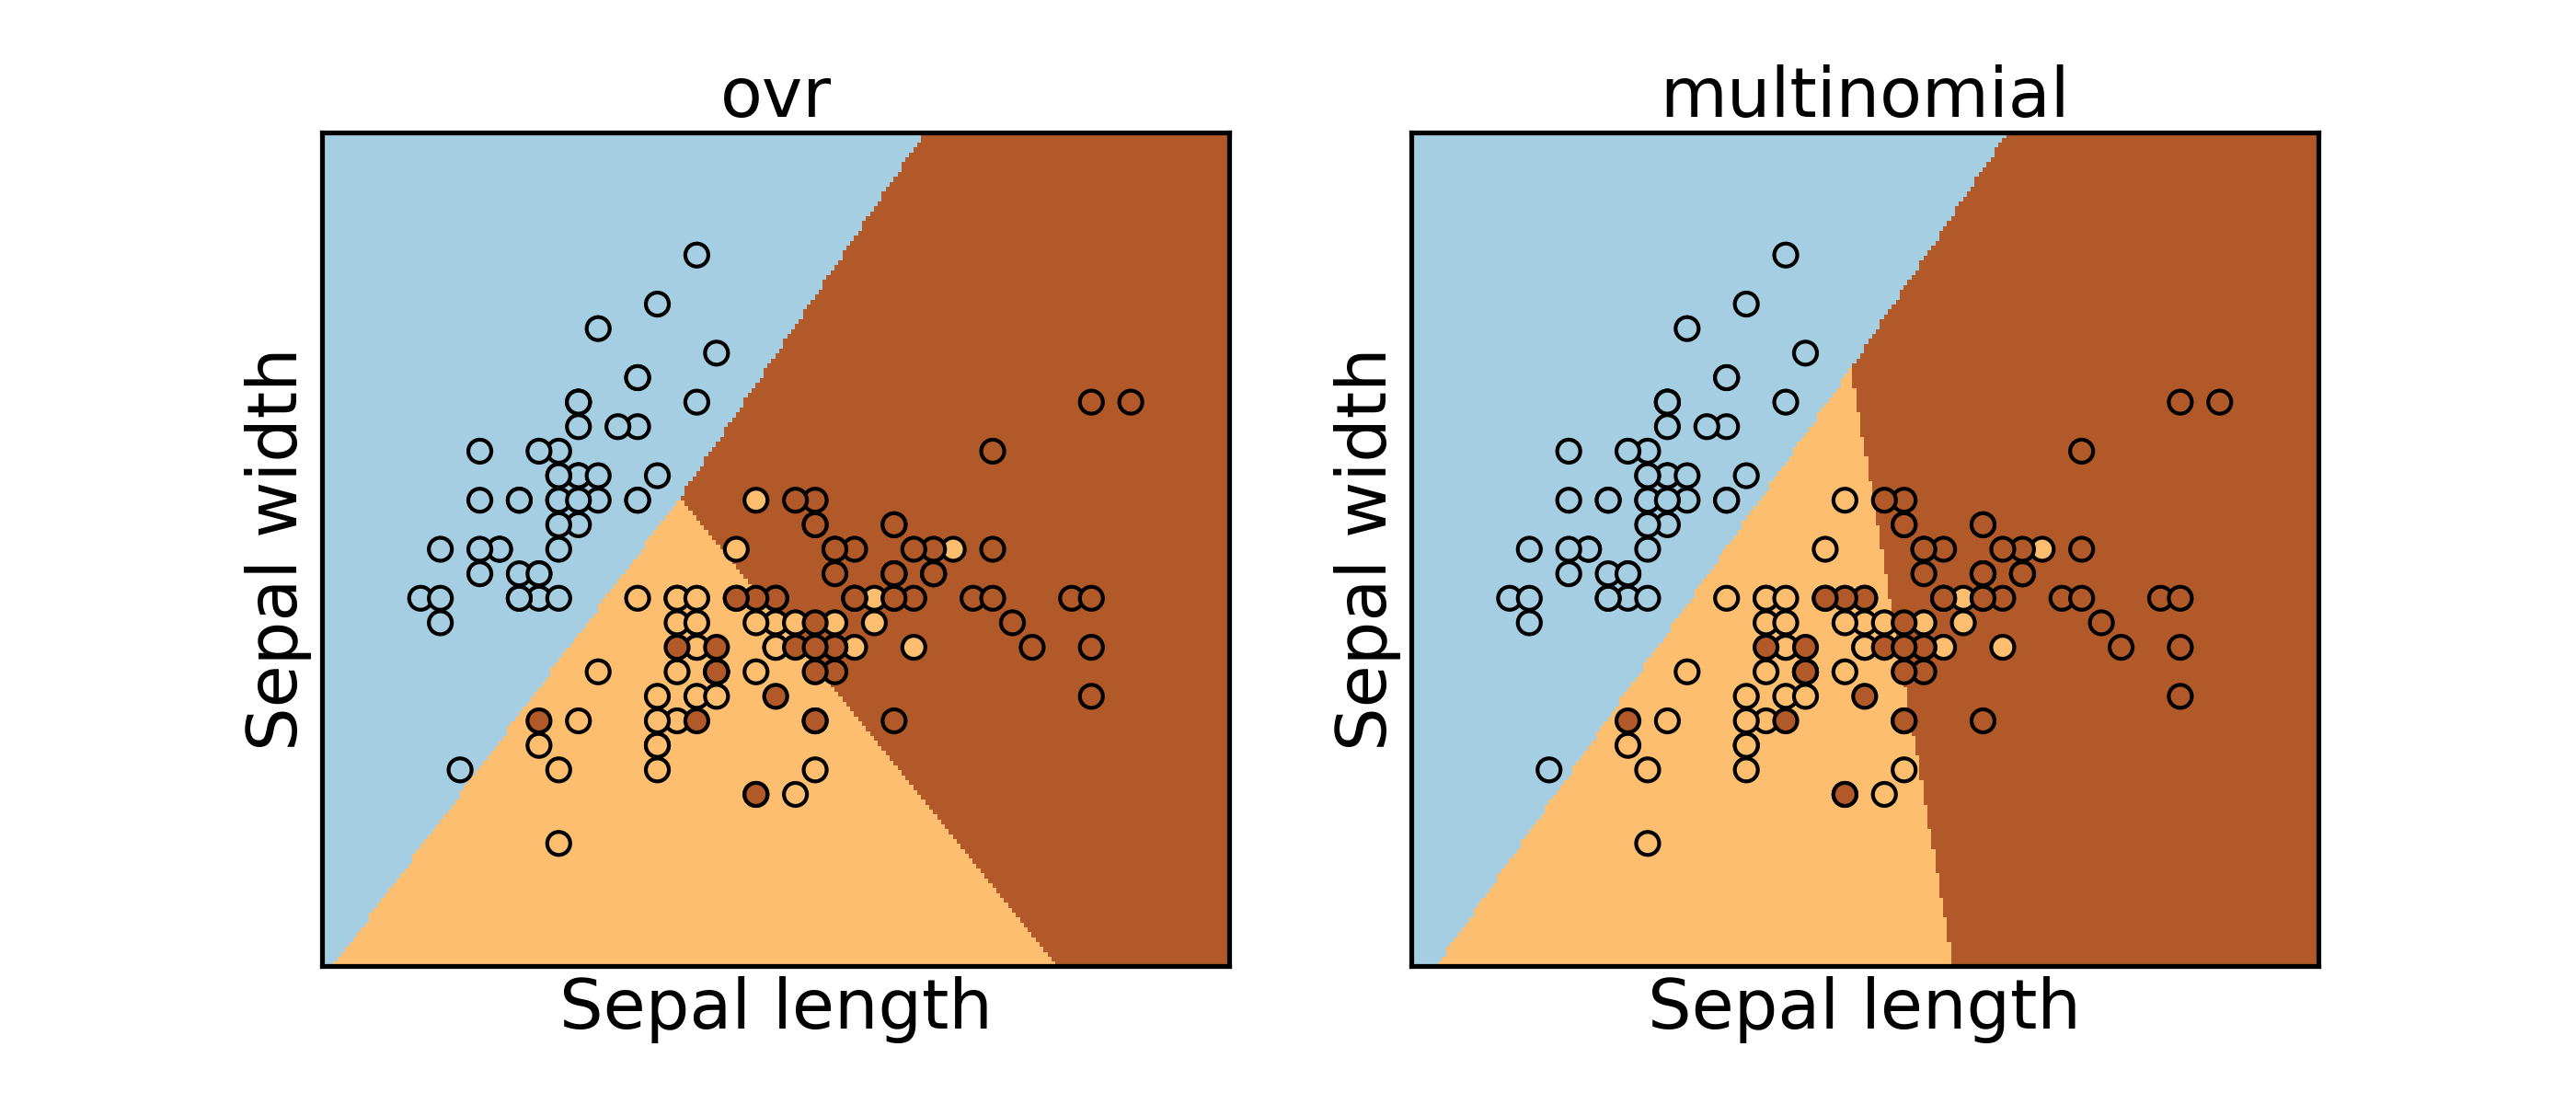 ovr
Sepal width
Sepal length
multinomial
Sepal width
Sepal length